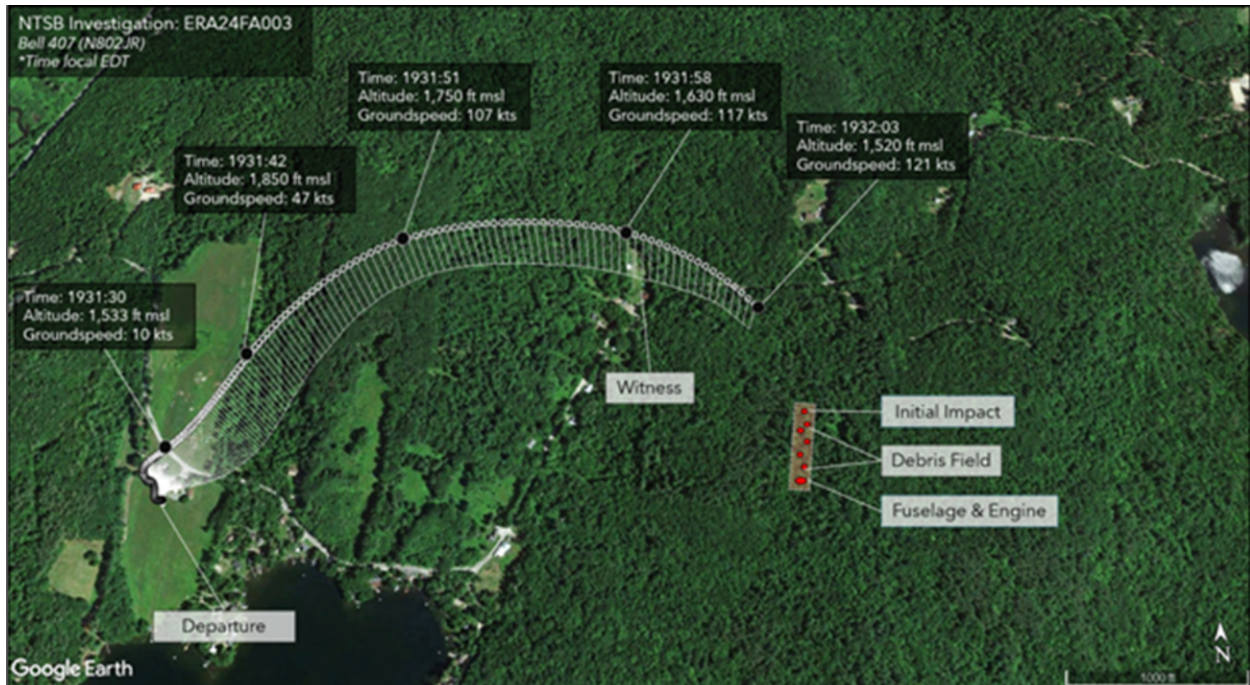 NTSB Investigation: ERA24FA003
Bell 407 (N802JR)
*Time local EDT
Time: 1931:51
Altitude: 1,750 ft msl
Groundspeed: 107 kts
Time: 1931:58
Altitude: 1,630 ft msl
Groundspeed: 117 kts
Time: 1932:03
Altitude: 1,520 ft msl
Groundspeed: 121 kts
Time: 1931:42
Altitude: 1,850 ft msl
Groundspeed: 47 kts
Time: 1931:30
Altitude: 1,533 ft msl
Groundspeed: 10 kts
Witness
Initial Impact
Debris Field
Fuselage & Engine
Departure
Google Earth
N
1000 ft